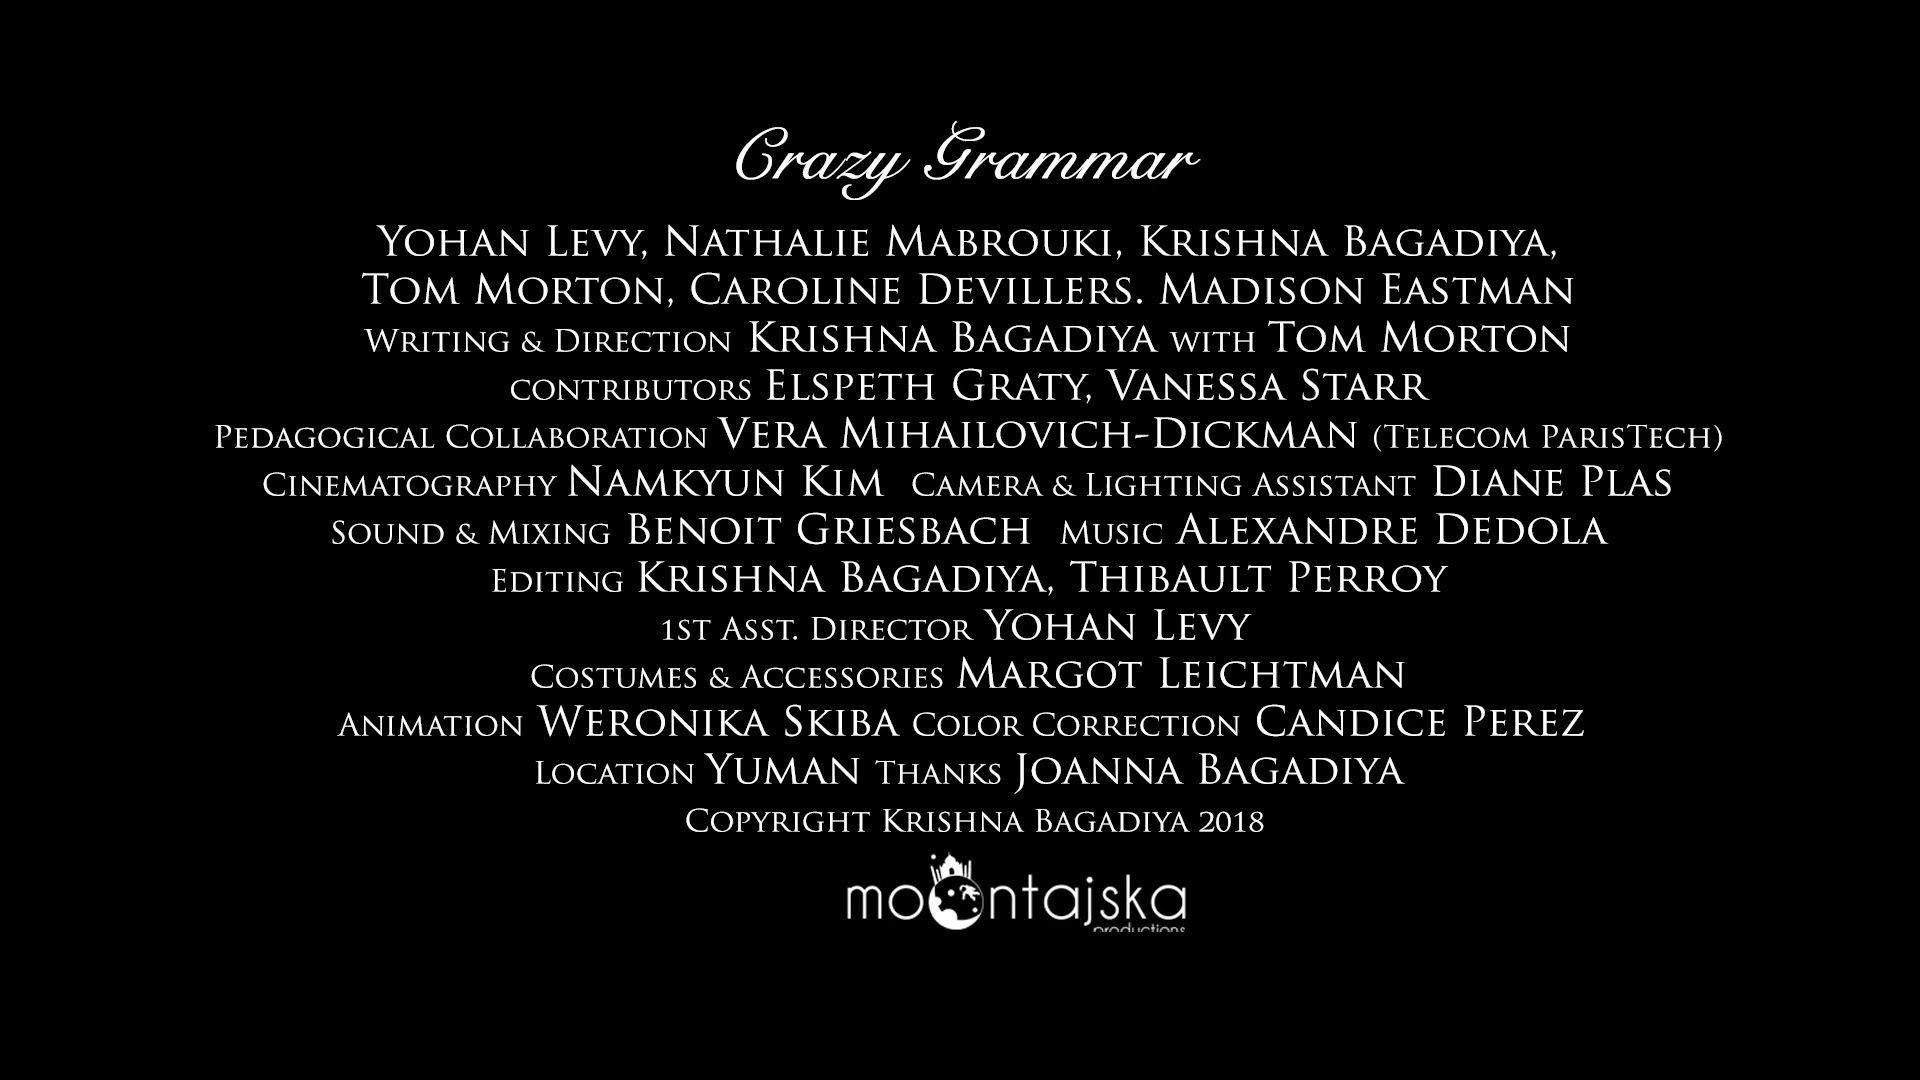 Crazy Grammar
Yohan Levy, Nathalie Mabrouki, Krishna Bagadiya,
Tom Morton, Caroline Devillers. Madison Eastman
Writing & Direction Krishna Bagadiya with Tom Morton
contributors Elspeth Graty, Vanessa Starr
Pedagogical Collaboration Vera Mihailovich-Dickman (Telecom ParisTech)
Cinematography Namkyun Kim Camera & Lighting Assistant Diane Plas
Sound & Mixing Benoit Griesbach Music Alexandre Dedola
Editing Krishna Bagadiya, Thibault Perroy
1st Asst. Director Yohan Levy
Costumes & Accessories Margot Leichtman
Animation Weronika Skiba Color Correction Candice Perez
Location Yuman Thanks Joanna Bagadiya
Copyright Krishna Bagadiya 2018
moontajska
productions